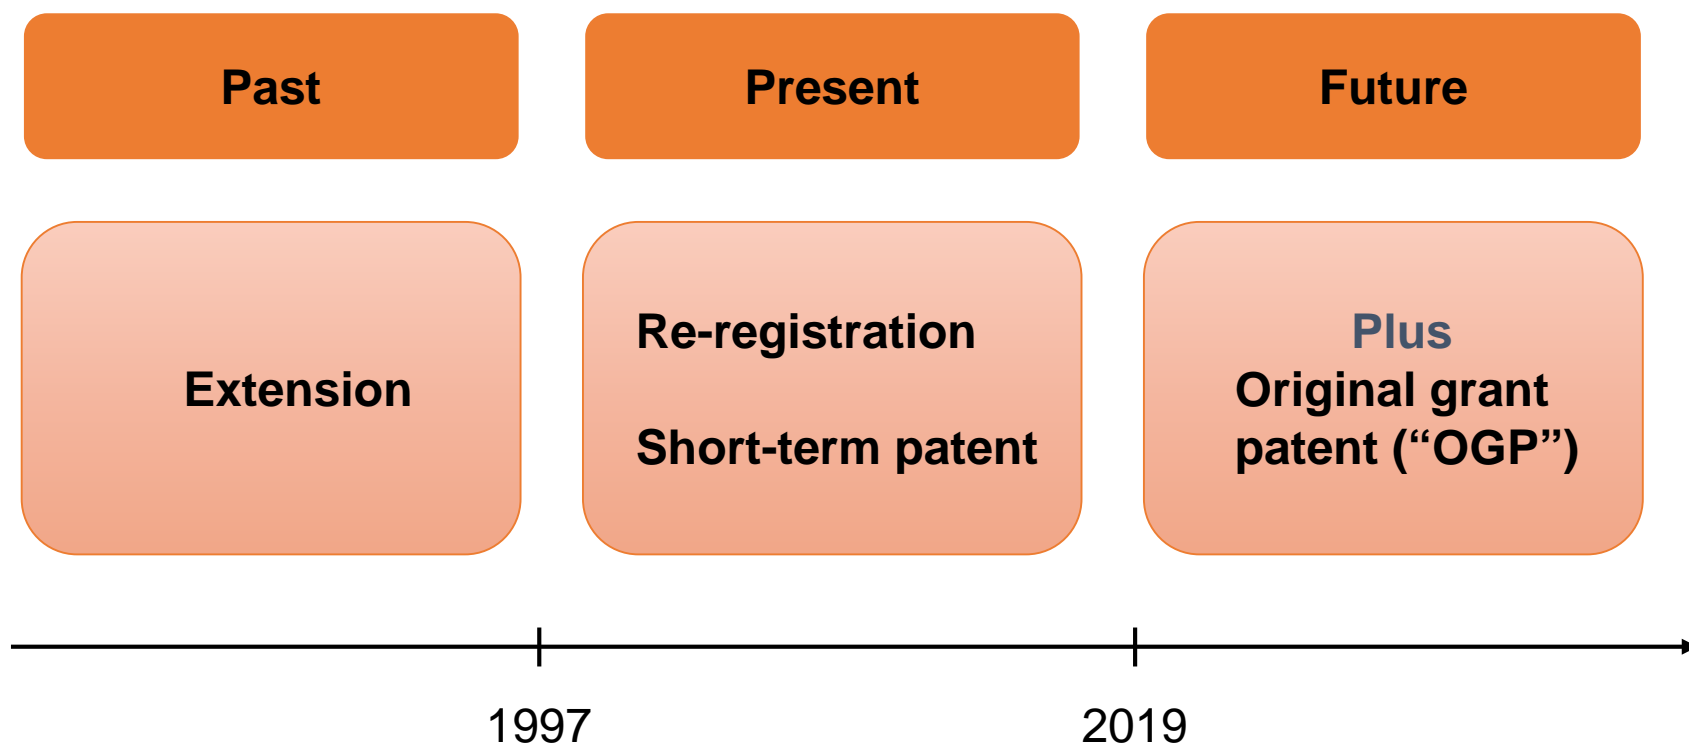 Past
Present
Future
Extension
Re-registration
Short-term patent
Plus
Original grant
patent (“OGP”)
1997
2019